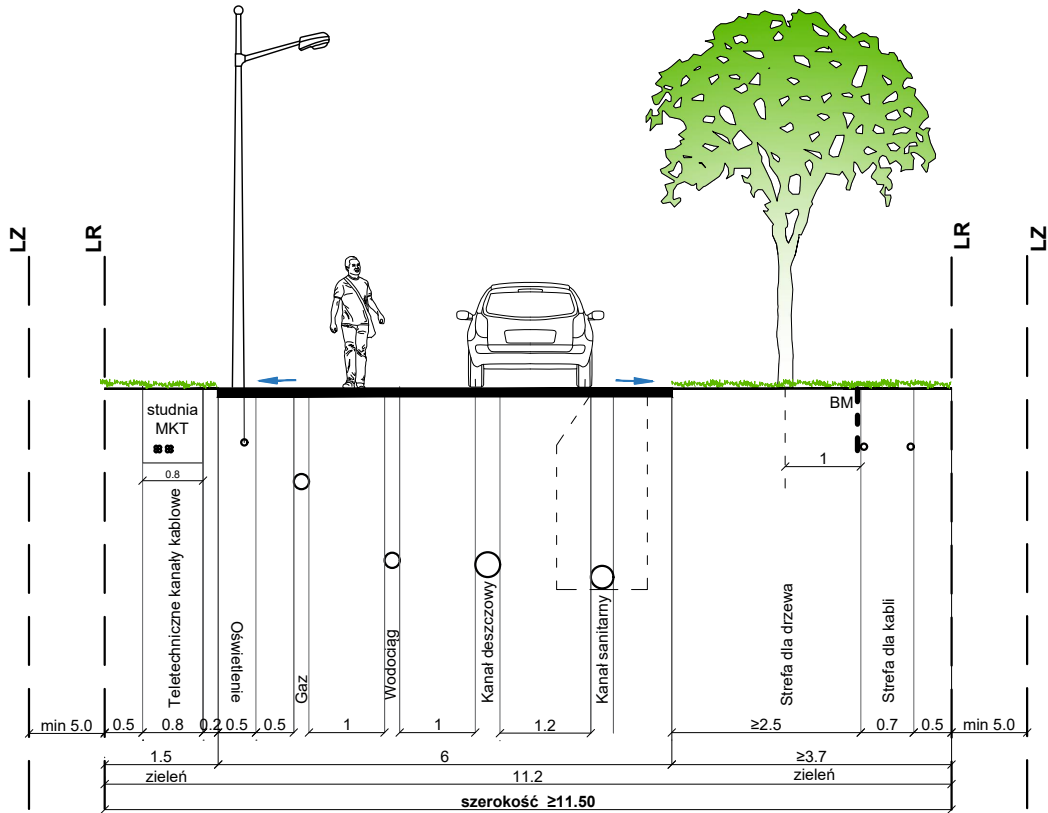 LZ
LR
LR
LZ
studnia
MKT
0.8
BM
1
Teletechniczne kanały kablowe
Oświetlenie
Gaz
Wodociąg
Kanał deszczowy
Kanał sanitarny
Strefa dla drzewa
Strefa dla kabli
min 5.0
0.5
0.8
0.2
0.5
0.5
1
1
1.2
≥2.5
0.7
0.5
min 5.0
1.5
6
≥3.7
zieleń
11.2
zieleń
szerokość ≥11.50